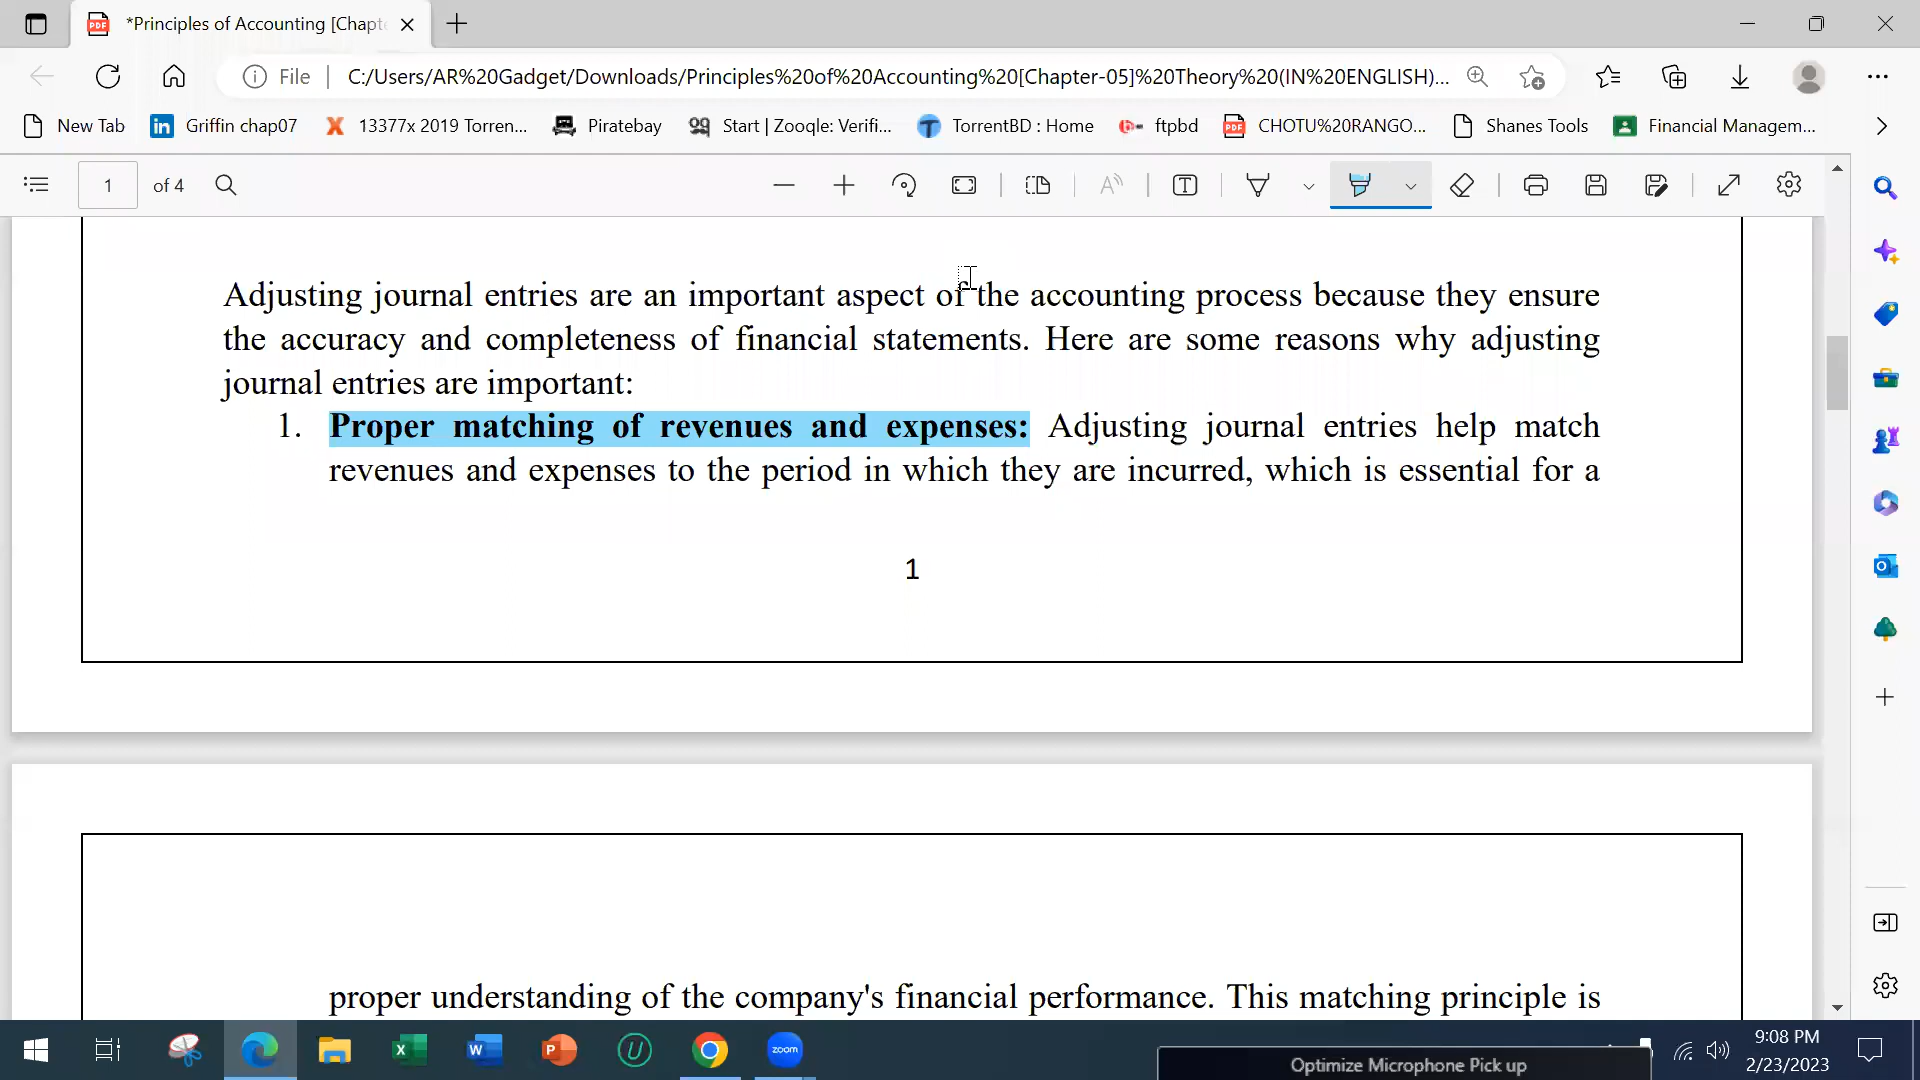 *Principles of Accounting [Chapt
File
C:/Users/AR%20Gadget/Downloads/Principles%20of%20Accounting%20[Chapter-05]%20Theory%20(IN%20ENGLISH)...
New Tab
Griffin chap07
13377x 2019 Torren...
Piratebay
Start | Zooqle: Verifi...
TorrentBD : Home
ftpbd
CHOTU%20RANGO...
Shanes Tools
Financial Managem...
1 of 4
Adjusting journal entries are an important aspect of the accounting process because they ensure
the accuracy and completeness of financial statements. Here are some reasons why adjusting
journal entries are important:
1. Proper matching of revenues and expenses: Adjusting journal entries help match
revenues and expenses to the period in which they are incurred, which is essential for a
1
proper understanding of the company's financial performance. This matching principle is
zoom
Optimize Microphone Pick up
9:08 PM
2/23/2023